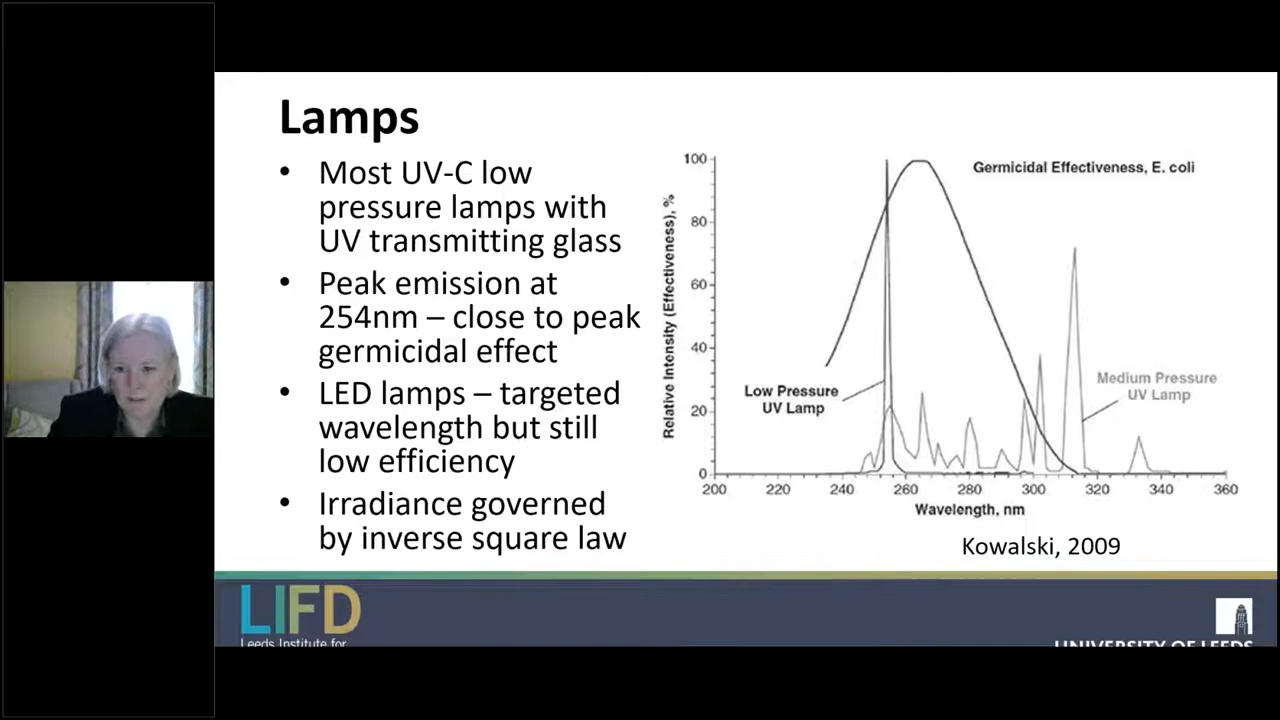 Lamps
• Most UV-C low
pressure lamps with
UV transmitting glass
• Peak emission at
254nm – close to peak
germicidal effect
• LED lamps – targeted
wavelength but still
low efficiency
• Irradiance governed
by inverse square law
Germicidal Effectiveness, E. coli
Relative Intensity (Effectiveness), %
100
80
60
40
20
0
Low Pressure
UV Lamp
Medium Pressure
UV Lamp
200 220 240 260 280 300 320 340 360
Wavelength, nm
Kowalski, 2009
LIFD
Leeds Institute for
UNIVERSITY OF LEEDS